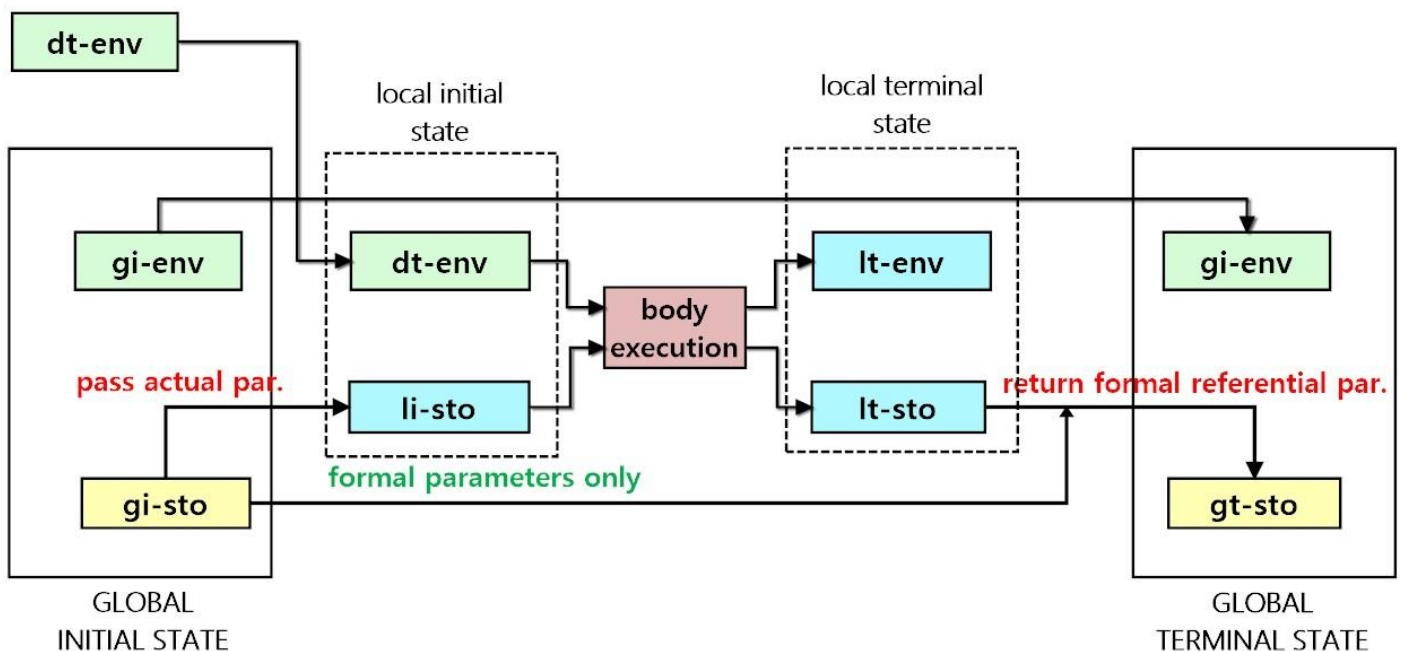 dt-env
local initial
state
local terminal
state
gi-env
dt-env
lt-env
gi-env
body
execution
pass actual par.
li-sto
lt-sto
return formal referential par.
formal parameters only
gi-sto
gt-sto
GLOBAL
INITIAL STATE
GLOBAL
TERMINAL STATE